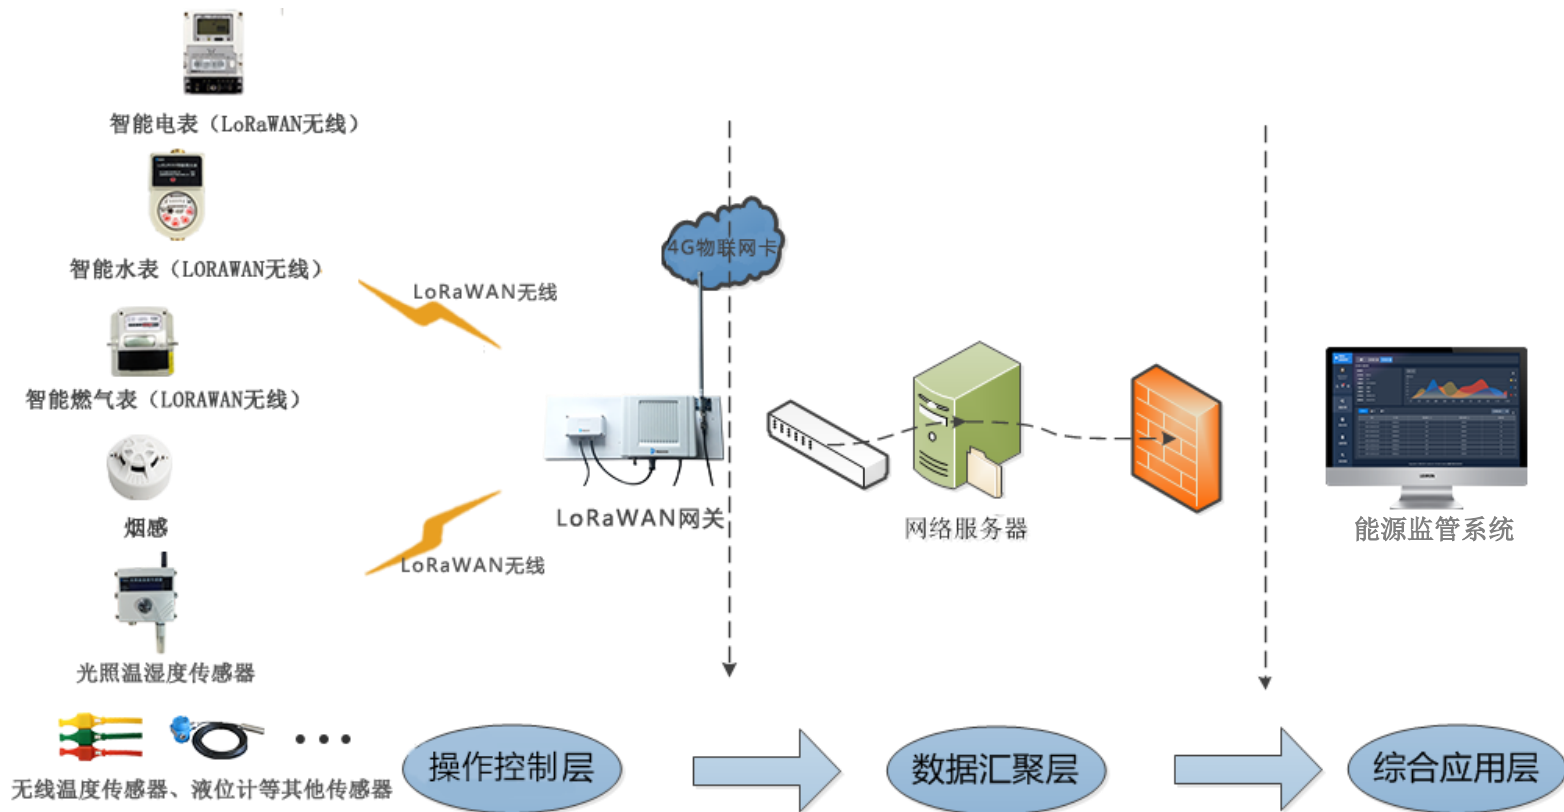 智能电表（LoRaWAN无线）
智能水表（LORAWAN无线）
智能燃气表（LORAWAN无线）
烟感
光照温湿度传感器
无线温度传感器、液位计等其他传感器
LoRaWAN无线
LoRaWAN无线
4G物联网卡
LoRaWAN网关
网络服务器
能源监管系统
操作控制层
数据汇聚层
综合应用层